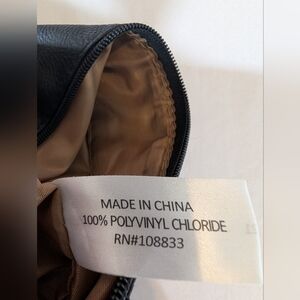 MADE IN CHINA
100% POLYVINYL CHLORIDE
RN#108833